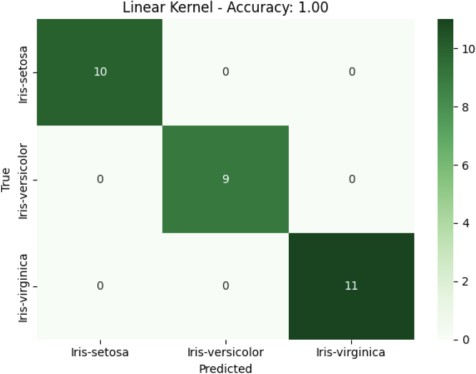 Linear Kernel - Accuracy: 1.00
Iris-setosa
10 0 0
Iris-versicolor
0 9 0
Iris-virginica
0 0 11
True
Iris-setosa Iris-versicolor Iris-virginica
Predicted
10
8
6
4
2
0